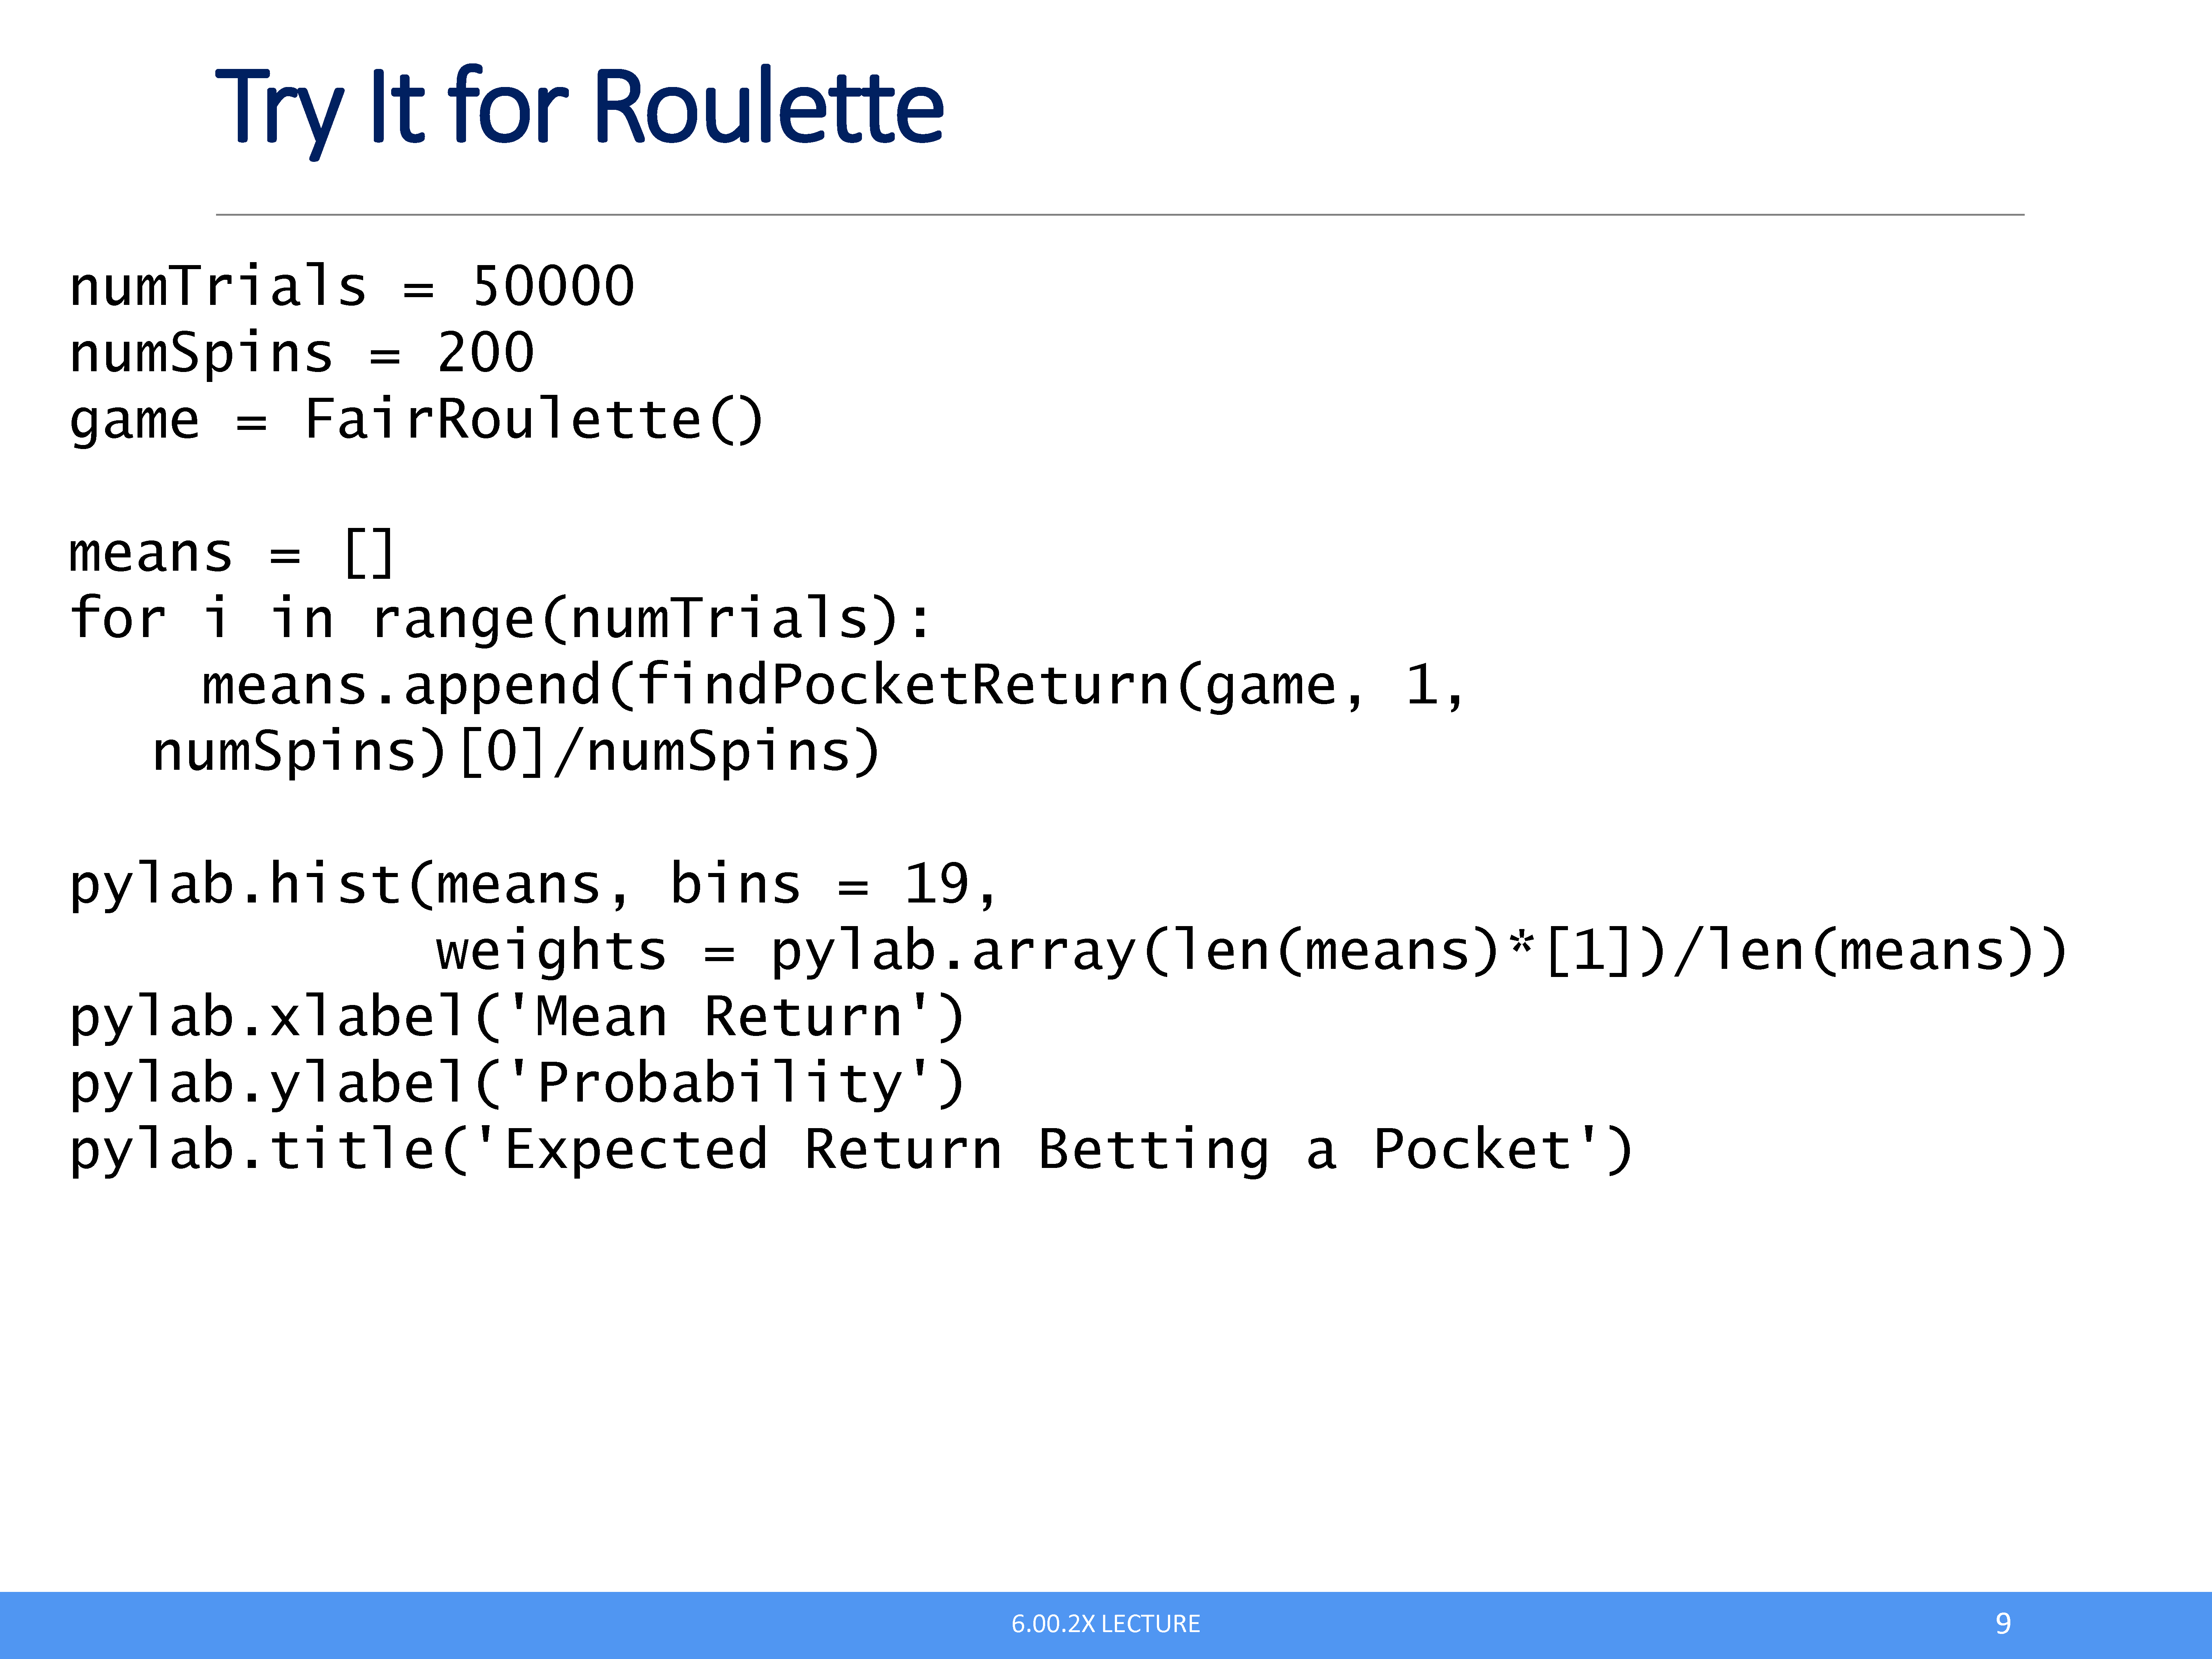 Try It for Roulette
numTrials = 50000
numSpins = 200
game = FairRoulette()
means = []
for i in range(numTrials):
    means.append(findPocketReturn(game, 1,
  numSpins)[0]/numSpins)
pylab.hist(means, bins = 19,
           weights = pylab.array(len(means)*[1])/len(means))
pylab.xlabel('Mean Return')
pylab.ylabel('Probability')
pylab.title('Expected Return Betting a Pocket')
6.00.2X LECTURE
9